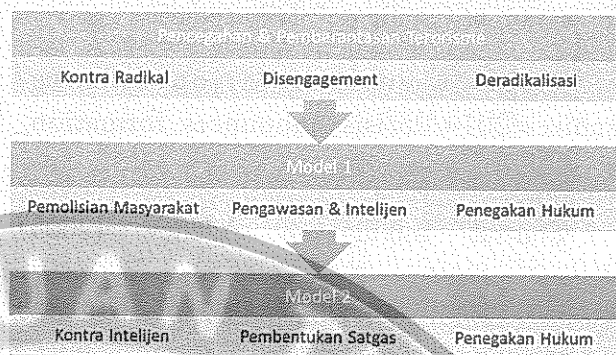 Pencegahan & Pemberantasan Terorisme
Kontra Radikal Disengagement Deradikalisasi
Model 1
Pemolisian Masyarakat Pengawasan & Intelijen Penegakan Hukum
Model 2
Kontra Intelijen Pembentukan Satgas Penegakan Hukum